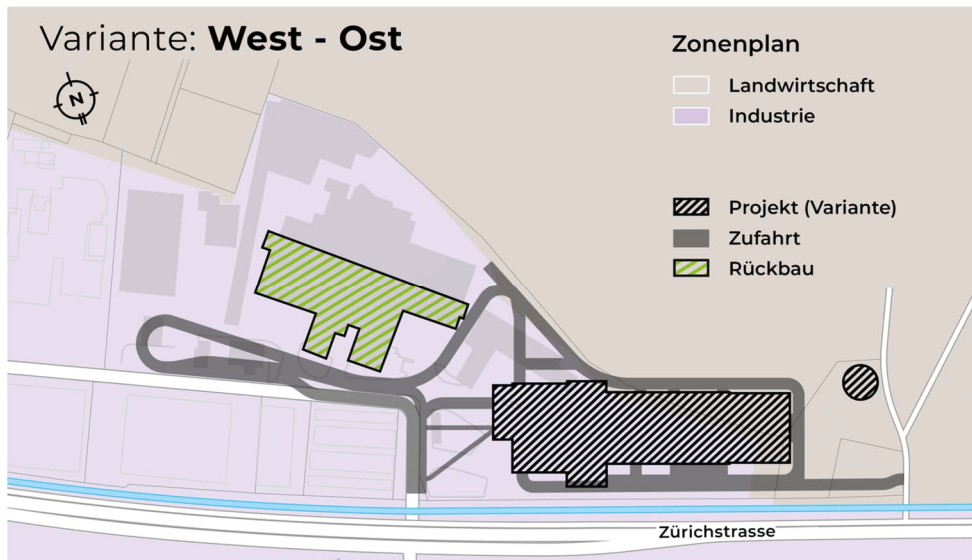 Variante: West - Ost
N
Zonenplan
Landwirtschaft
Industrie
Projekt (Variante)
Zufahrt
Rückbau
Zürichstrasse